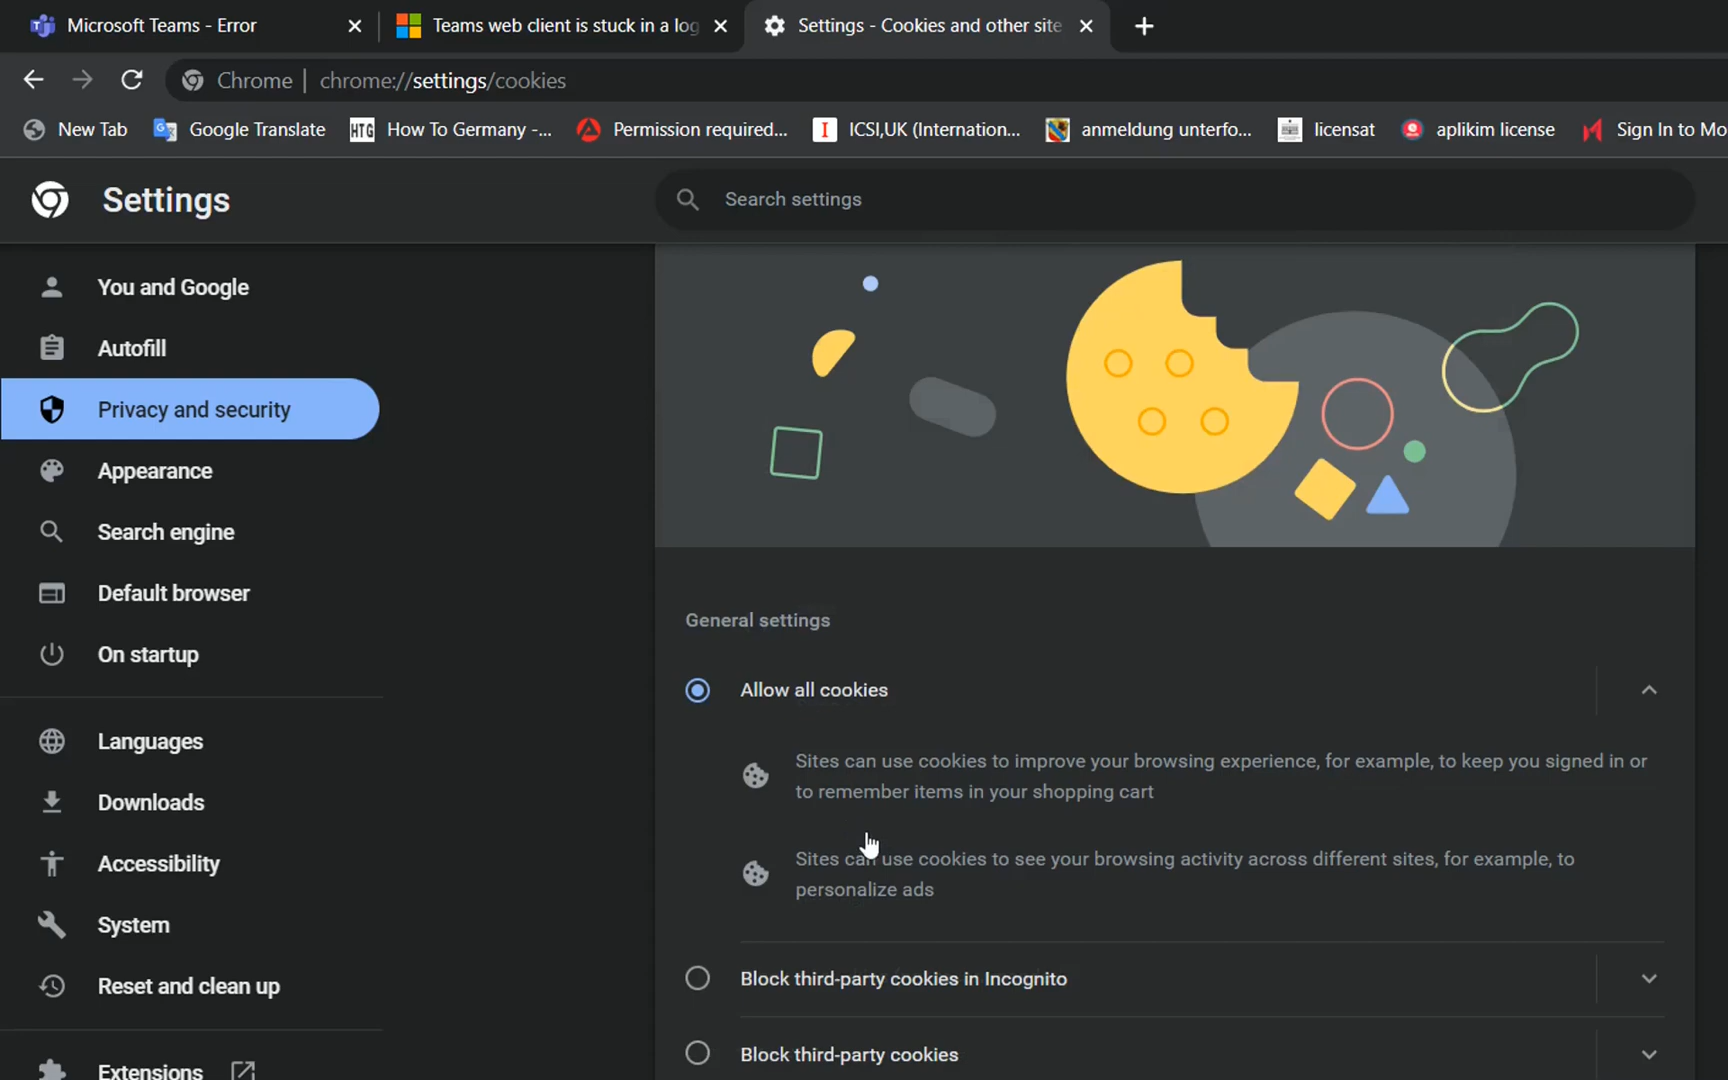 Microsoft Teams - Error
Teams web client is stuck in a log
Settings - Cookies and other site
Chrome | chrome://settings/cookies
New Tab
Google Translate
HTG How To Germany -...
Permission required...
I ICSI,UK (Internation...
anmeldung unterfo...
licensat
aplikim license
Sign In to Mo
Settings
Search settings
You and Google
Autofill
Privacy and security
Appearance
Search engine
Default browser
On startup
Languages
Downloads
Accessibility
System
Reset and clean up
Extensions
General settings
Allow all cookies
Sites can use cookies to improve your browsing experience, for example, to keep you signed in or
to remember items in your shopping cart
Sites can use cookies to see your browsing activity across different sites, for example, to
personalize ads
Block third-party cookies in Incognito
Block third-party cookies